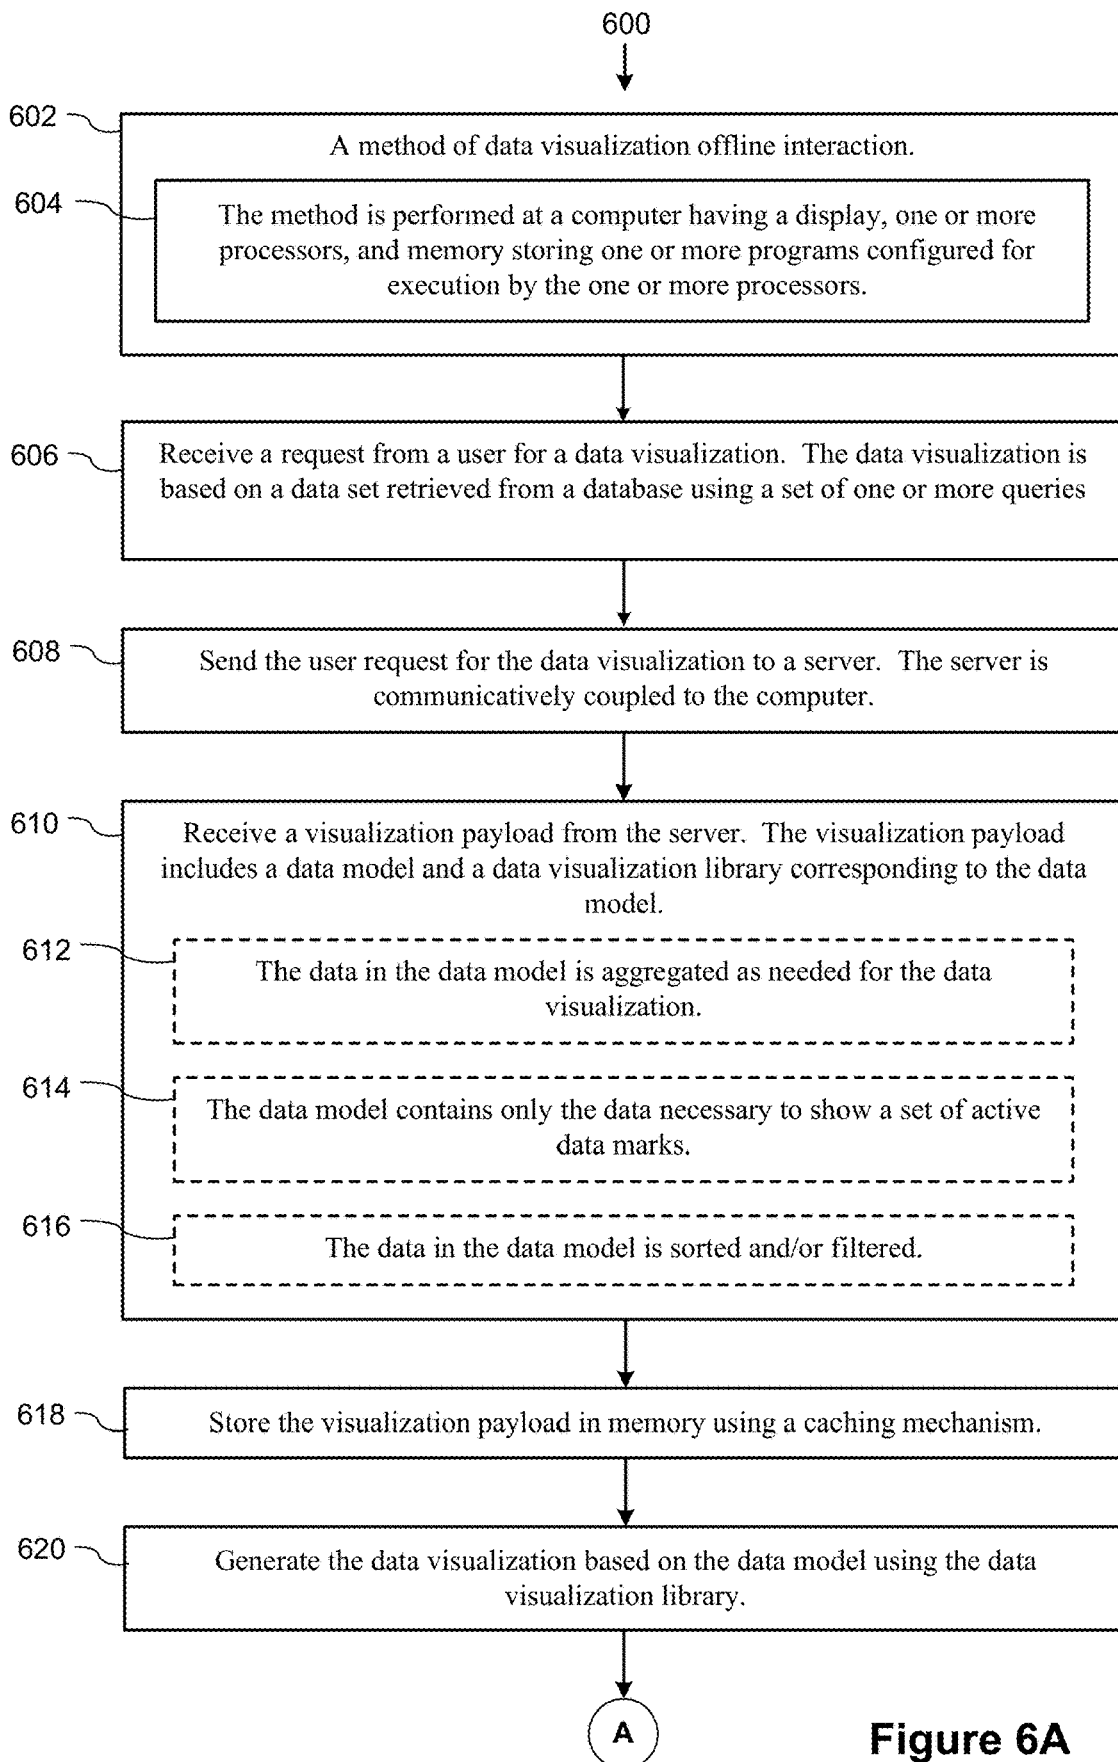 600
602
A method of data visualization offline interaction.
604
The method is performed at a computer having a display, one or more
processors, and memory storing one or more programs configured for
execution by the one or more processors.
606
Receive a request from a user for a data visualization. The data visualization is
based on a data set retrieved from a database using a set of one or more queries
608
Send the user request for the data visualization to a server. The server is
communicatively coupled to the computer.
610
Receive a visualization payload from the server. The visualization payload
includes a data model and a data visualization library corresponding to the data
model.
612
The data in the data model is aggregated as needed for the data
visualization.
614
The data model contains only the data necessary to show a set of active
data marks.
616
The data in the data model is sorted and/or filtered.
618
Store the visualization payload in memory using a caching mechanism.
620
Generate the data visualization based on the data model using the data
visualization library.
A
Figure 6A